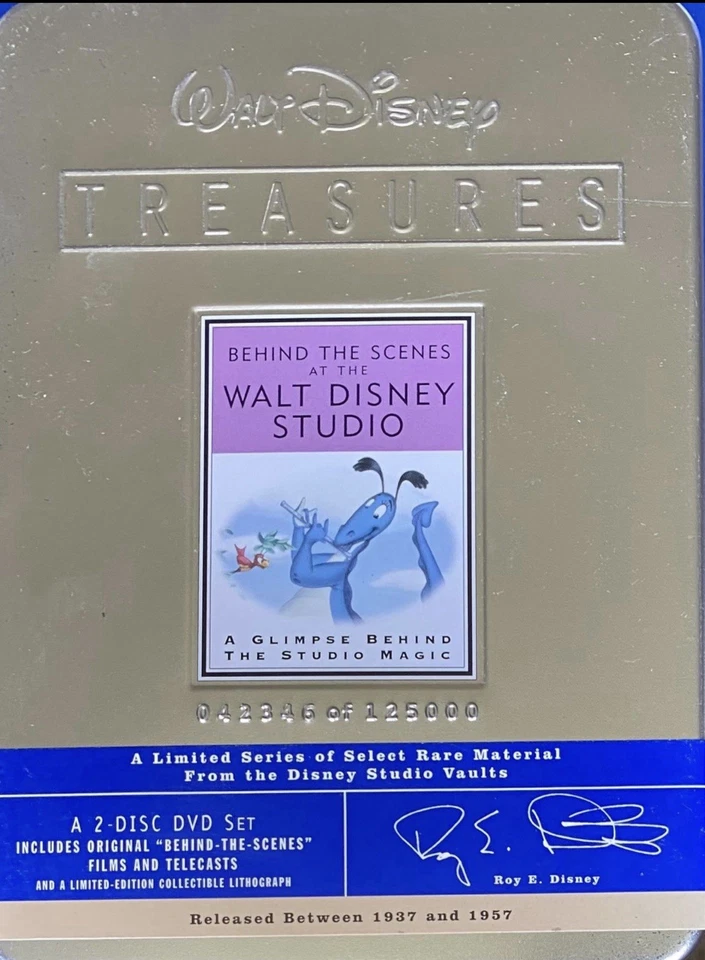 Walt Disney
TREASURES
BEHIND THE SCENES
AT THE
WALT DISNEY
STUDIO
A GLIMPSE BEHIND
THE STUDIO MAGIC
042346 of 125000
A Limited Series of Select Rare Material
From the Disney Studio Vaults
A 2-DISC DVD SET
INCLUDES ORIGINAL "BEHIND-THE-SCENES"
FILMS AND TELECASTS
AND A LIMITED-EDITION COLLECTIBLE LITHOGRAPH
Roy E. Disney
Roy E. Disney
Released Between 1937 and 1957